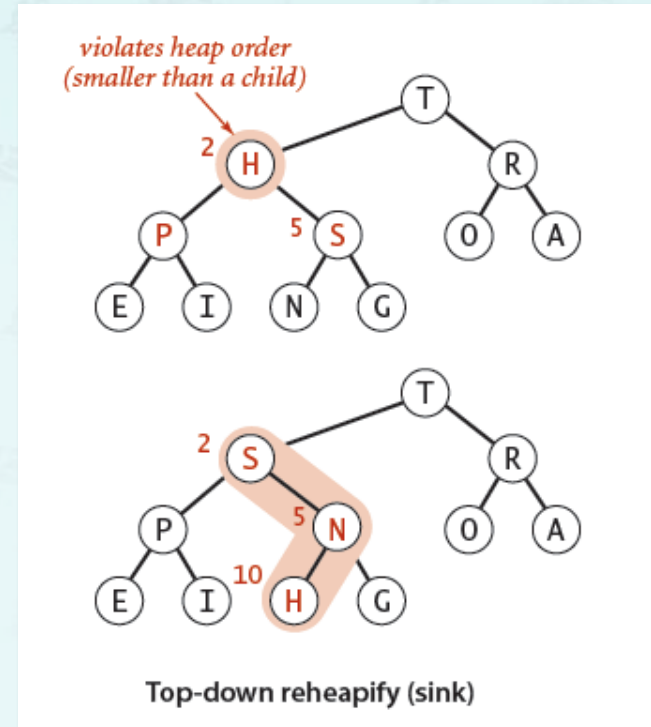 violates heap order
(smaller than a child)
T
2 H R
P 5 S O A
E I N G
T
2 S R
P 5 N O A
E I 10 H G
Top-down reheapify (sink)